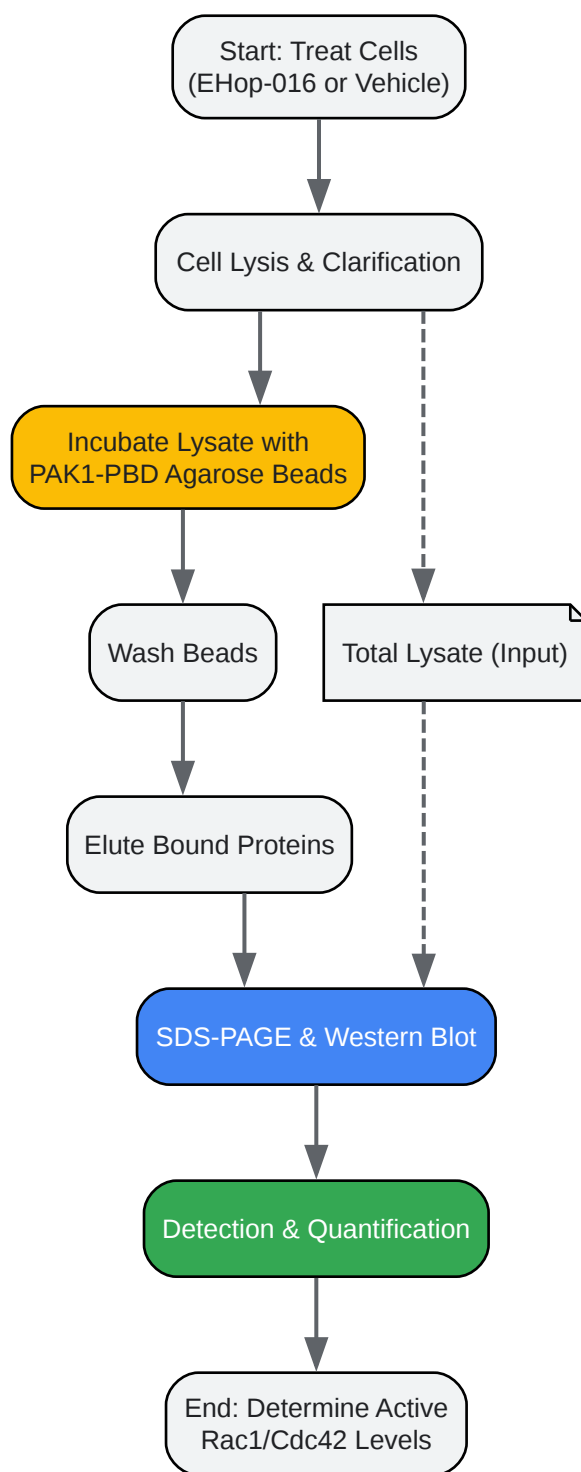 Start: Treat Cells
(EHop-016 or Vehicle)
Cell Lysis & Clarification
Incubate Lysate with
PAK1-PBD Agarose Beads
Wash Beads
Total Lysate (Input)
Elute Bound Proteins
SDS-PAGE & Western Blot
Detection & Quantification
End: Determine Active
Rac1/Cdc42 Levels